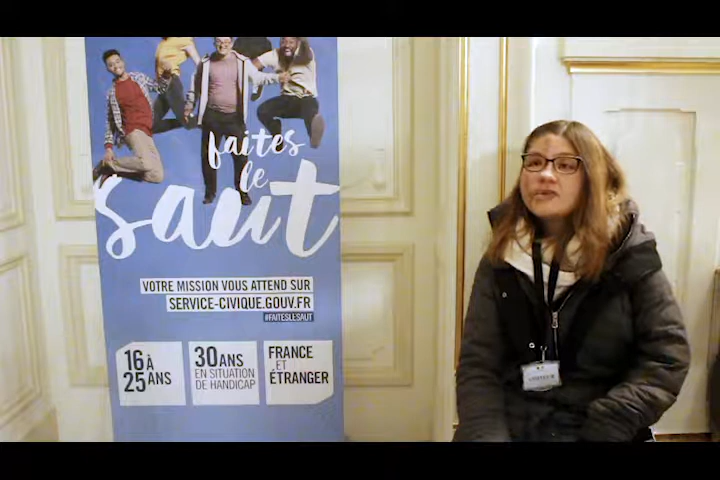 faites
le
saut
VOTRE MISSION VOUS ATTEND SUR
SERVICE-CIVIQUE.GOUV.FR
#FAITESLESAUT
16 À
25 ANS
30 ANS
EN SITUATION
DE HANDICAP
FRANCE
ET
ÉTRANGER